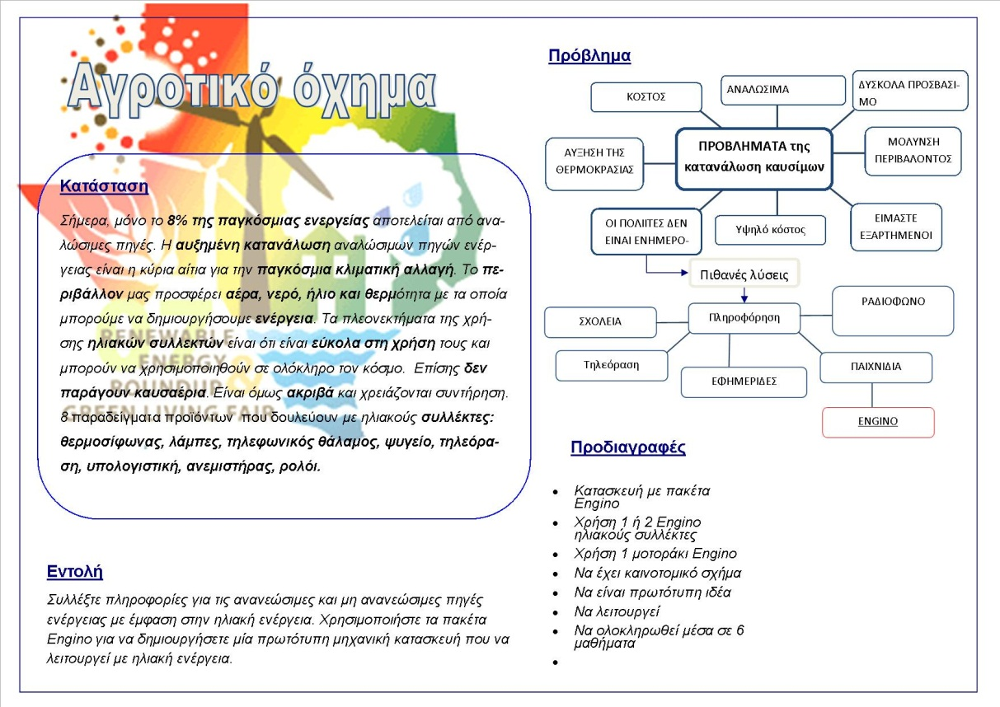 Αγροτικό όχημα
Κατάσταση
Σήμερα, μόνο το 8% της παγκόσμιας ενεργείας αποτελείται από ανα-
λώσιμες πηγές. Η αυξημένη κατανάλωση αναλώσιμων πηγών ενέρ-
γειας είναι η κύρια αίτια για την παγκόσμια κλιματική αλλαγή. Το πε-
ριβάλλον μας προσφέρει αέρα, νερό, ήλιο και θερμότητα με τα οποία
μπορούμε να δημιουργήσουμε ενέργεια. Τα πλεονεκτήματα της χρή-
σης ηλιακών συλλεκτών είναι ότι είναι εύκολα στη χρήση τους και
μπορούν να χρησιμοποιηθούν σε ολόκληρο τον κόσμο. Επίσης δεν
παράγουν καυσαέρια. Είναι όμως ακριβά και χρειάζονται συντήρηση.
8 παραδείγματα προϊόντων που δουλεύουν με ηλιακούς συλλέκτες:
θερμοσίφωνας, λάμπες, τηλεφωνικός θάλαμος, ψυγείο, τηλεόρα-
ση, υπολογιστική, ανεμιστήρας, ρολόι.
RENEWABLE
ENERGY
ROUNDUP &
GREEN LIVING FAIR
Εντολή
Συλλέξτε πληροφορίες για τις ανανεώσιμες και μη ανανεώσιμες πηγές
ενέργειας με έμφαση στην ηλιακή ενέργεια. Χρησιμοποιήστε τα πακέτα
Engino για να δημιουργήσετε μία πρωτότυπη μηχανική κατασκευή που να
λειτουργεί με ηλιακή ενέργεια.
Πρόβλημα
ΚΟΣΤΟΣ
ΑΝΑΛΩΣΙΜΑ
ΔΥΣΚΟΛΑ ΠΡΟΣΒΑΣΙ-
ΜΟ
ΑΥΞΗΣΗ ΤΗΣ
ΘΕΡΜΟΚΡΑΣΙΑΣ
ΠΡΟΒΛΗΜΑΤΑ της
κατανάλωση καυσίμων
ΜΟΛΥΝΣΗ
ΠΕΡΙΒΑΛΟΝΤΟΣ
ΟΙ ΠΟΛΙΙΤΕΣ ΔΕΝ
ΕΙΝΑΙ ΕΝΗΜΕΡΟ-
Υψηλό κόστος
ΕΙΜΑΣΤΕ
ΕΞΑΡΤΗΜΕΝΟΙ
Πιθανές λύσεις
ΣΧΟΛΕΙΑ
Πληροφόρηση
ΡΑΔΙΟΦΩΝΟ
Τηλεόραση
ΕΦΗΜΕΡΙΔΕΣ
ΠΑΙΧΝΙΔΙΑ
ENGINO
Προδιαγραφές
• Κατασκευή με πακέτα
Engino
• Χρήση 1 ή 2 Engino
ηλιακούς συλλέκτες
• Χρήση 1 μοτοράκι Engino
• Να έχει καινοτομικό σχήμα
• Να είναι πρωτότυπη ιδέα
• Να λειτουργεί
• Να ολοκληρωθεί μέσα σε 6
μαθήματα
•